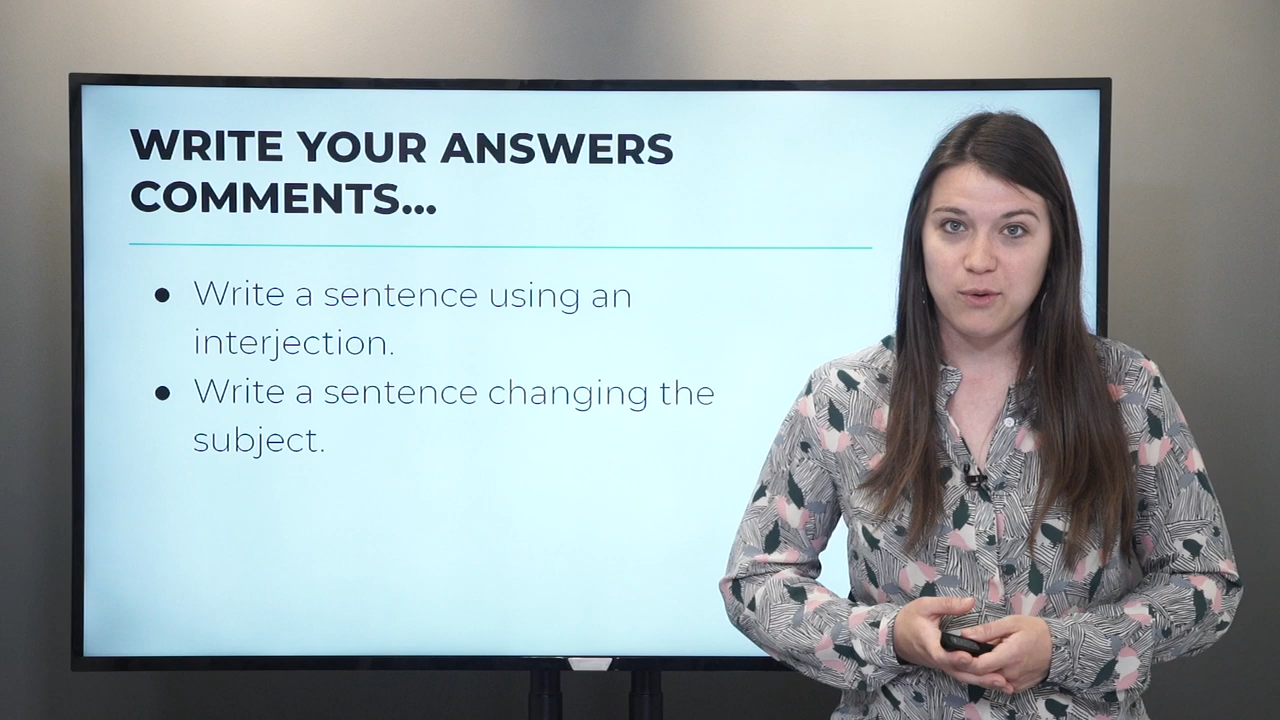 WRITE YOUR ANSWERS
COMMENTS...
● Write a sentence using an
interjection.
● Write a sentence changing the
subject.